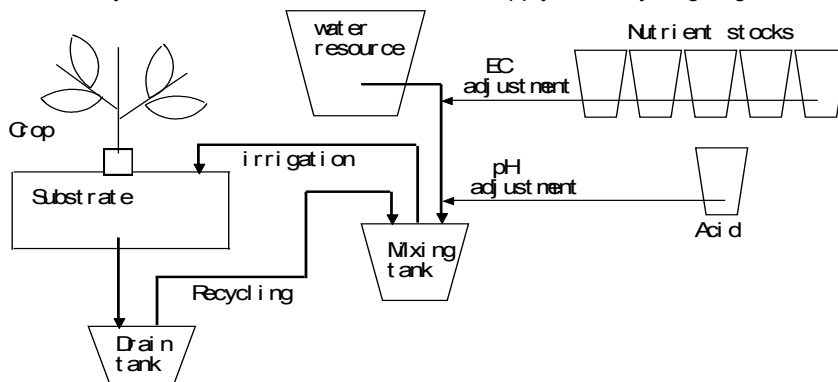 water
resource
Nutrient stocks
EC
adjustment
Crop
irrigation
pH
adjustment
Substrate
Acid
Mixing
tank
Recycling
Drain
tank